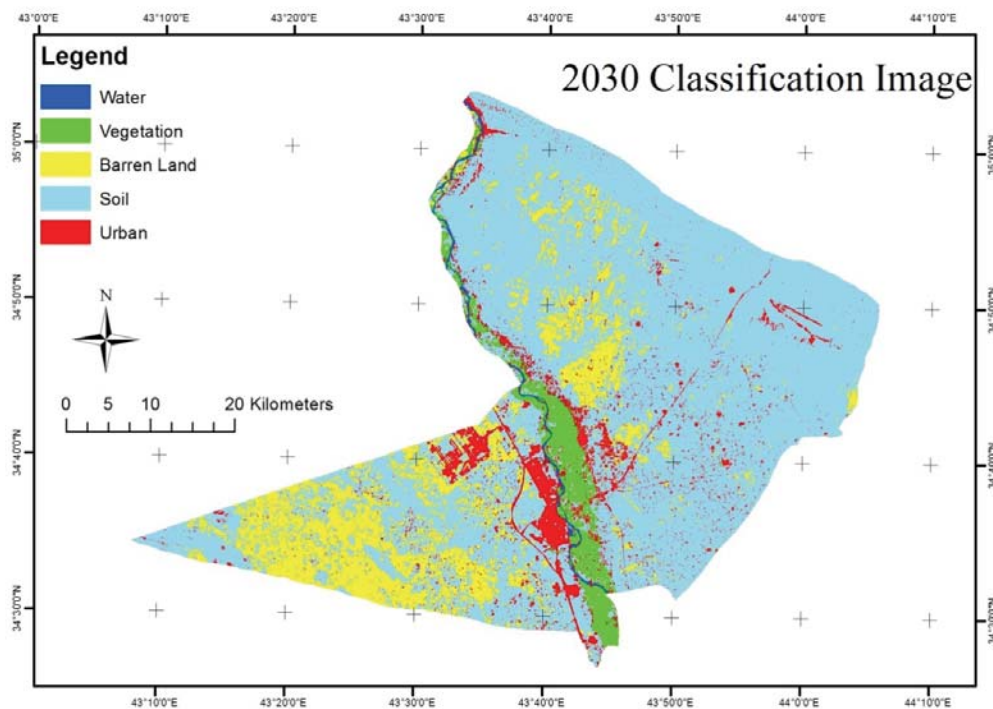 43°0'0"E 43°10'0"E 43°20'0"E 43°30'0"E 43°40'0"E 43°50'0"E 44°0'0"E 44°10'0"E
Legend
2030 Classification Image
Water
Vegetation
Barren Land
Soil
Urban
N
0 5 10 20 Kilometers
35°0'0"N
34°50'0"N
34°40'0"N
34°30'0"N
43°10'0"E 43°20'0"E 43°30'0"E 43°40'0"E 43°50'0"E 44°0'0"E 44°10'0"E